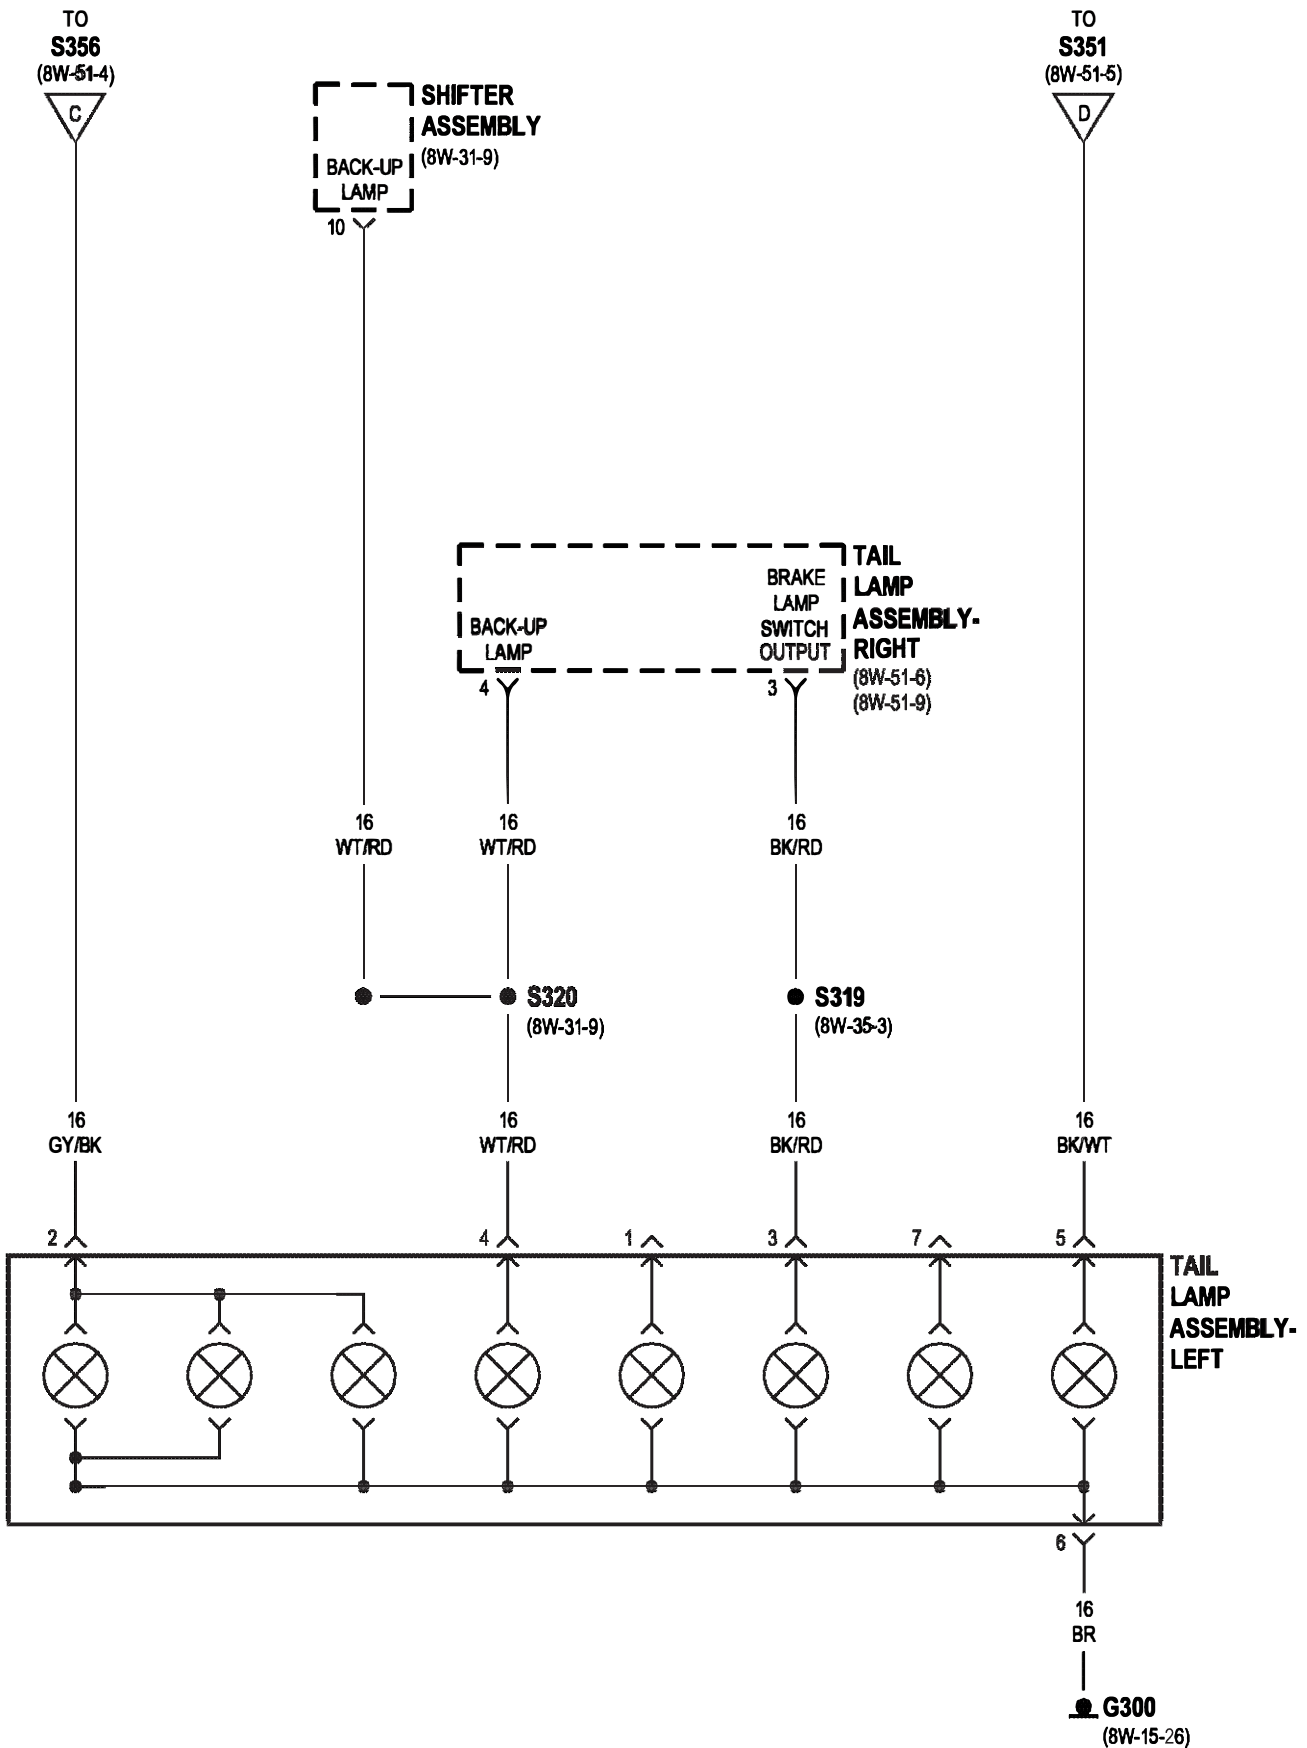 TO
S356
(8W-51-4)
C
TO
S351
(8W-51-5)
D
SHIFTER
ASSEMBLY
(8W-31-9)
BACK-UP
LAMP
10
TAIL
LAMP
ASSEMBLY-
RIGHT
(8W-51-6)
(8W-51-9)
BACK-UP
LAMP
BRAKE
LAMP
SWITCH
OUTPUT
4
3
16
WT/RD
16
WT/RD
16
BK/RD
S320
(8W-31-9)
S319
(8W-35-3)
16
GY/BK
16
WT/RD
16
BK/RD
16
BK/WT
2
4
1
3
7
5
TAIL
LAMP
ASSEMBLY-
LEFT
6
16
BR
G300
(8W-15-26)